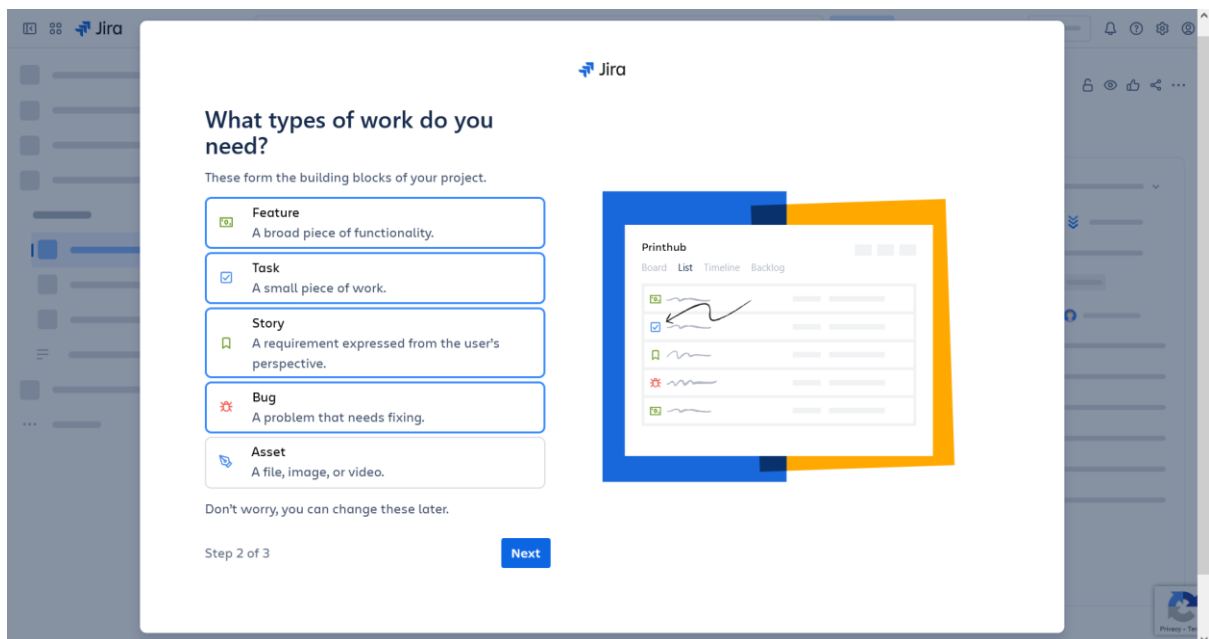 Jira
Jira
What types of work do you
need?
These form the building blocks of your project.
Feature
A broad piece of functionality.
Task
A small piece of work.
Story
A requirement expressed from the user's
perspective.
Bug
A problem that needs fixing.
Asset
A file, image, or video.
Don't worry, you can change these later.
Step 2 of 3
Next
Printhub
Board List Timeline Backlog
Privacy